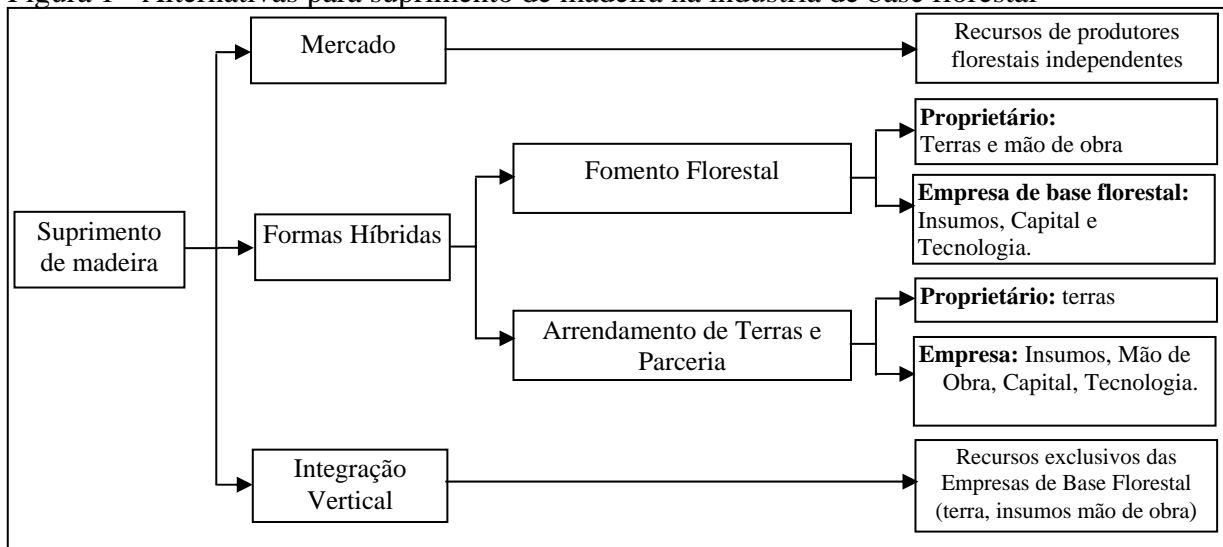 Figura 1 - Alternativas para suprimento de madeira na indústria de base florestal
Mercado
Recursos de produtores
florestais independentes
Proprietário:
Terras e mão de obra
Fomento Florestal
Empresa de base florestal:
Insumos, Capital e
Tecnologia.
Suprimento
de madeira
Formas Híbridas
Proprietário: terras
Arrendamento de Terras e
Parceria
Empresa: Insumos, Mão de
Obra, Capital, Tecnologia.
Integração
Vertical
Recursos exclusivos das
Empresas de Base Florestal
(terra, insumos mão de obra)